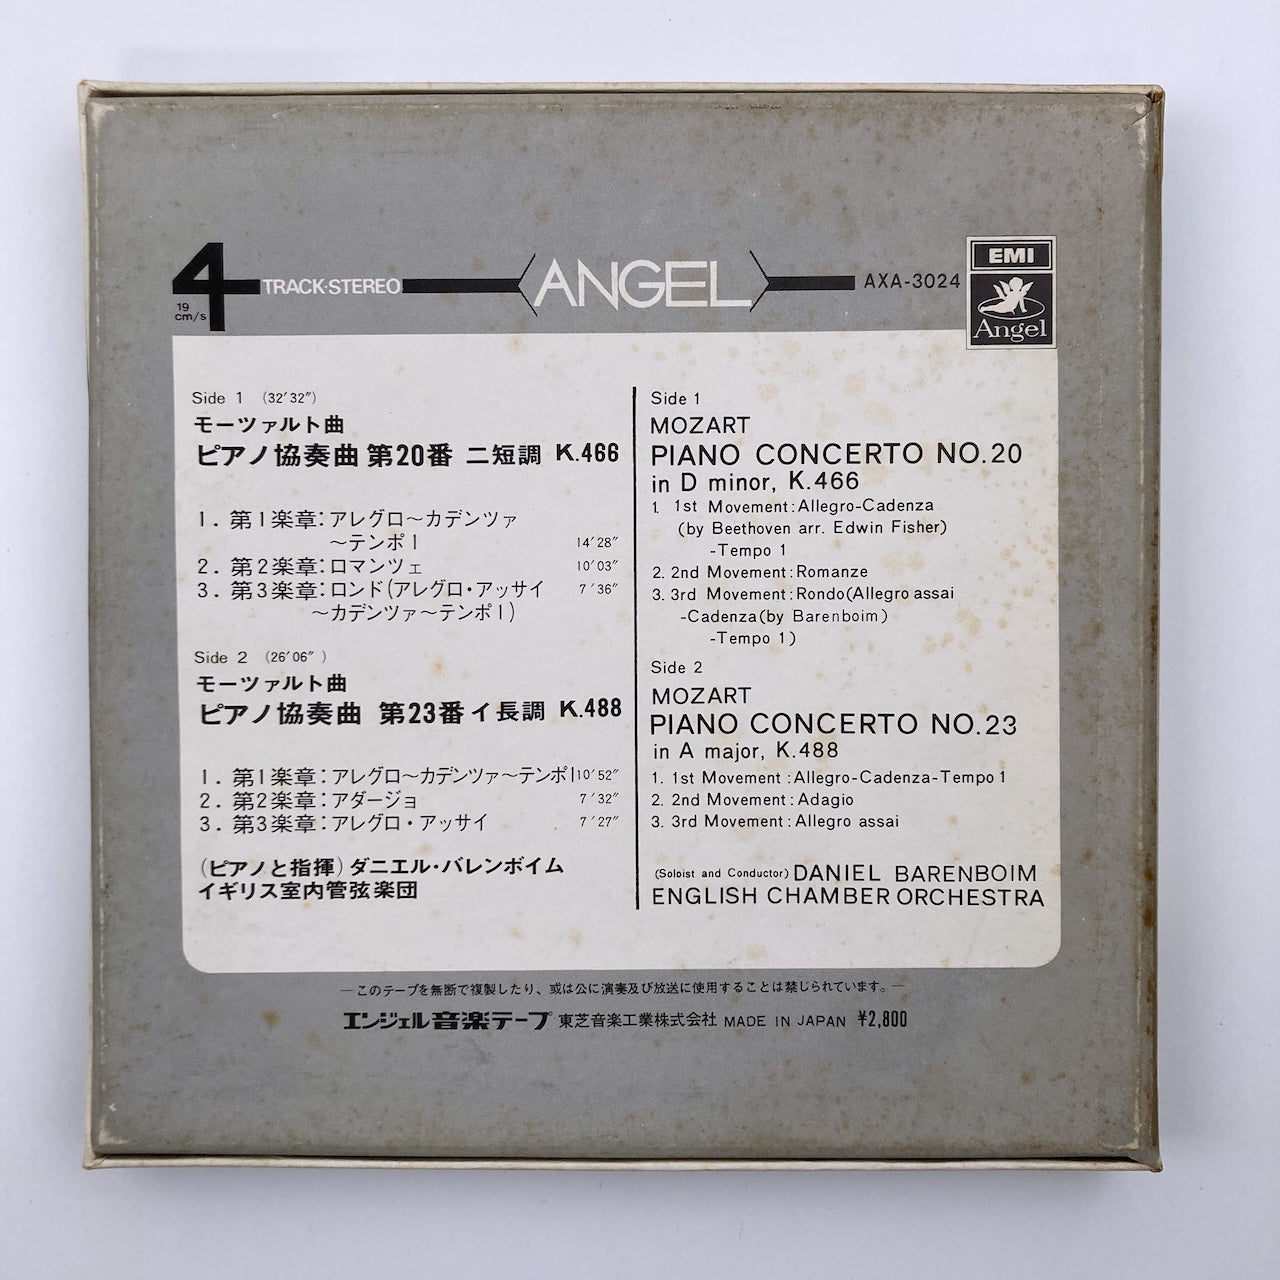 4 TRACK-STEREO
19
cm/s
ANGEL
AXA-3024
EMI
Angel
Side 1 (32′32″)
モーツァルト曲
ピアノ協奏曲 第20番 ニ短調 K.466
1. 第1楽章:アレグロ〜カデンツァ
〜テンポI 14′28″
2. 第2楽章:ロマンツェ 10′03″
3. 第3楽章:ロンド(アレグロ・アッサイ 7′36″
〜カデンツァ〜テンポI)
Side 2 (26′06″)
モーツァルト曲
ピアノ協奏曲 第23番 イ長調 K.488
1. 第1楽章:アレグロ〜カデンツァ〜テンポI 10′52″
2. 第2楽章:アダージョ 7′32″
3. 第3楽章:アレグロ・アッサイ 7′27″
(ピアノと指揮)ダニエル・バレンボイム
イギリス室内管弦楽団
Side 1
MOZART
PIANO CONCERTO NO.20
in D minor, K.466
1. 1st Movement:Allegro-Cadenza
(by Beethoven arr. Edwin Fisher)
-Tempo 1
2. 2nd Movement:Romanze
3. 3rd Movement:Rondo(Allegro assai
-Cadenza(by Barenboim)
-Tempo 1)
Side 2
MOZART
PIANO CONCERTO NO.23
in A major, K.488
1. 1st Movement:Allegro-Cadenza-Tempo 1
2. 2nd Movement:Adagio
3. 3rd Movement:Allegro assai
(Soloist and Conductor) DANIEL BARENBOIM
ENGLISH CHAMBER ORCHESTRA
—このテープを無断で複製したり、或は公に演奏及び放送に使用することは禁じられています。—
エンジェル音楽テープ 東芝音楽工業株式会社 MADE IN JAPAN ¥2,800